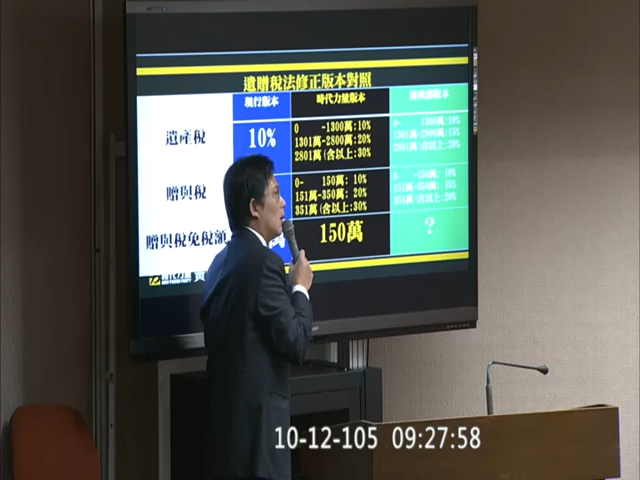 遺贈稅法修正版本對照
現行版本 時代力量版本
遺產稅
10%
0 -1300萬:10%
1301萬-2800萬:20%
2801萬(含以上:30%
贈與稅
0- 150萬: 10%
151萬-350萬: 20%
351萬(含以上:30%
贈與稅免稅額
150萬
?
10-12-105 09:27:58